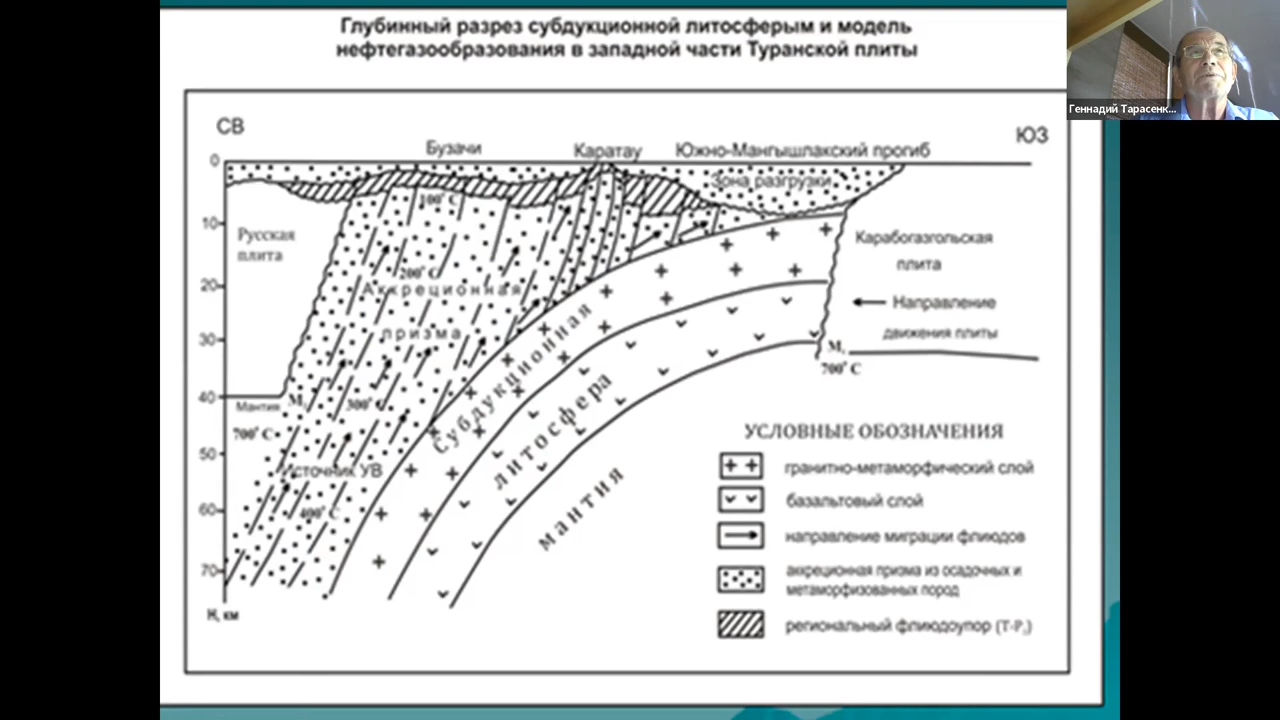 Глубинный разрез субдукционной литосферым и модель
нефтегазообразования в западной части Туранской плиты
Геннадий Тарасенк...
СВ
ЮЗ
Бузачи
Каратау
Южно-Мангышлакский прогиб
0
Зона разгрузки
100° C
10
Русская
плита
Карабогазгольская
плита
200° C
20
Аккреционная
Направление
30
призма
движения плиты
М,
700° C
40
Мантия
М,
300° C
700° C
Субдукционная
литосфера
мантия
50
Источник УВ
60
400° C
70
Н, км
УСЛОВНЫЕ ОБОЗНАЧЕНИЯ
гранитно-метаморфический слой
базальтовый слой
направление миграции флюидов
аккреционная призма из осадочных и
метаморфизованных пород
региональный флюидоупор (Т-Р₂)